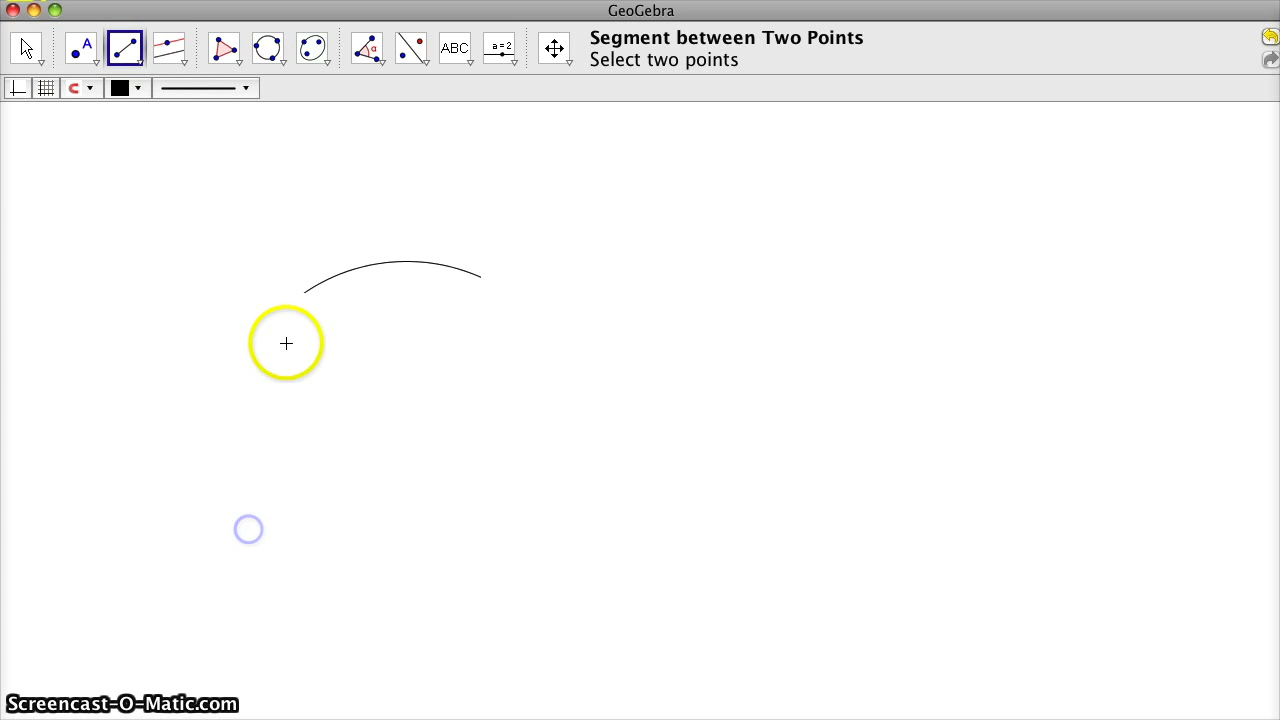 GeoGebra
A
α
ABC
a=2
Segment between Two Points
Select two points
Screencast-O-Matic.com